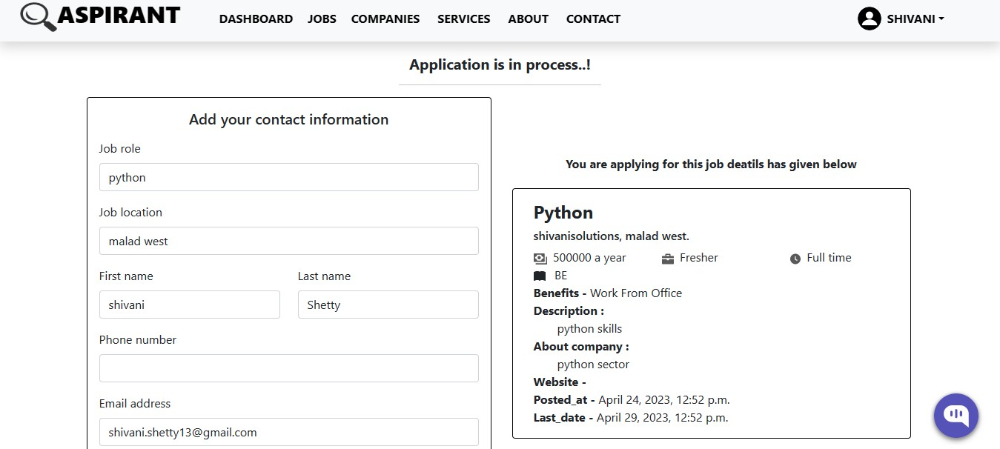 ASPIRANT DASHBOARD JOBS COMPANIES SERVICES ABOUT CONTACT SHIVANI
Application is in process..!
Add your contact information
Job role
python
Job location
malad west
First name Last name
shivani Shetty
Phone number
Email address
shivani.shetty13@gmail.com
You are applying for this job deatils has given below
Python
shivanisolutions, malad west.
500000 a year Fresher Full time
BE
Benefits - Work From Office
Description :
python skills
About company :
python sector
Website -
Posted_at - April 24, 2023, 12:52 p.m.
Last_date - April 29, 2023, 12:52 p.m.